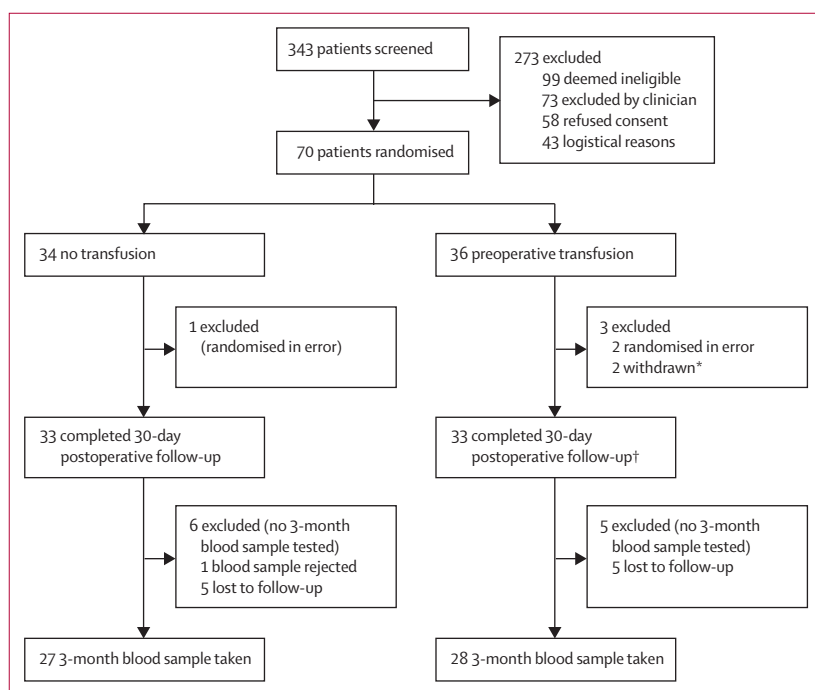 343 patients screened
273 excluded
99 deemed ineligible
73 excluded by clinician
58 refused consent
43 logistical reasons
70 patients randomised
34 no transfusion
36 preoperative transfusion
1 excluded
(randomised in error)
3 excluded
2 randomised in error
2 withdrawn*
33 completed 30-day
postoperative follow-up
33 completed 30-day
postoperative follow-up†
6 excluded (no 3-month
blood sample tested)
1 blood sample rejected
5 lost to follow-up
5 excluded (no 3-month
blood sample tested)
5 lost to follow-up
27 3-month blood sample taken
28 3-month blood sample taken